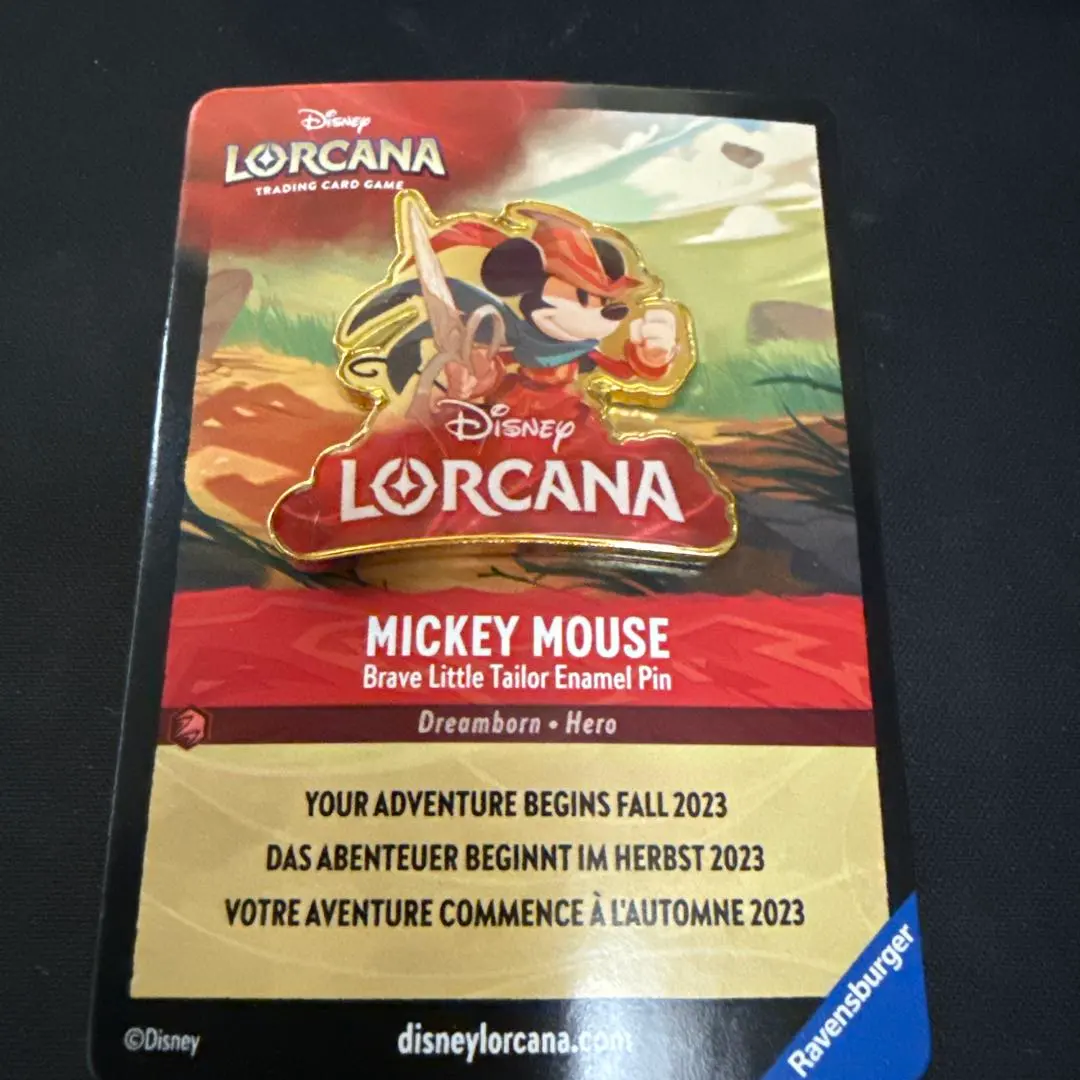 Disney
LORCANA
TRADING CARD GAME
Disney
LORCANA
MICKEY MOUSE
Brave Little Tailor Enamel Pin
Dreamborn • Hero
YOUR ADVENTURE BEGINS FALL 2023
DAS ABENTEUER BEGINNT IM HERBST 2023
VOTRE AVENTURE COMMENCE À L'AUTOMNE 2023
©Disney
disneylorcana.com
Ravensburger